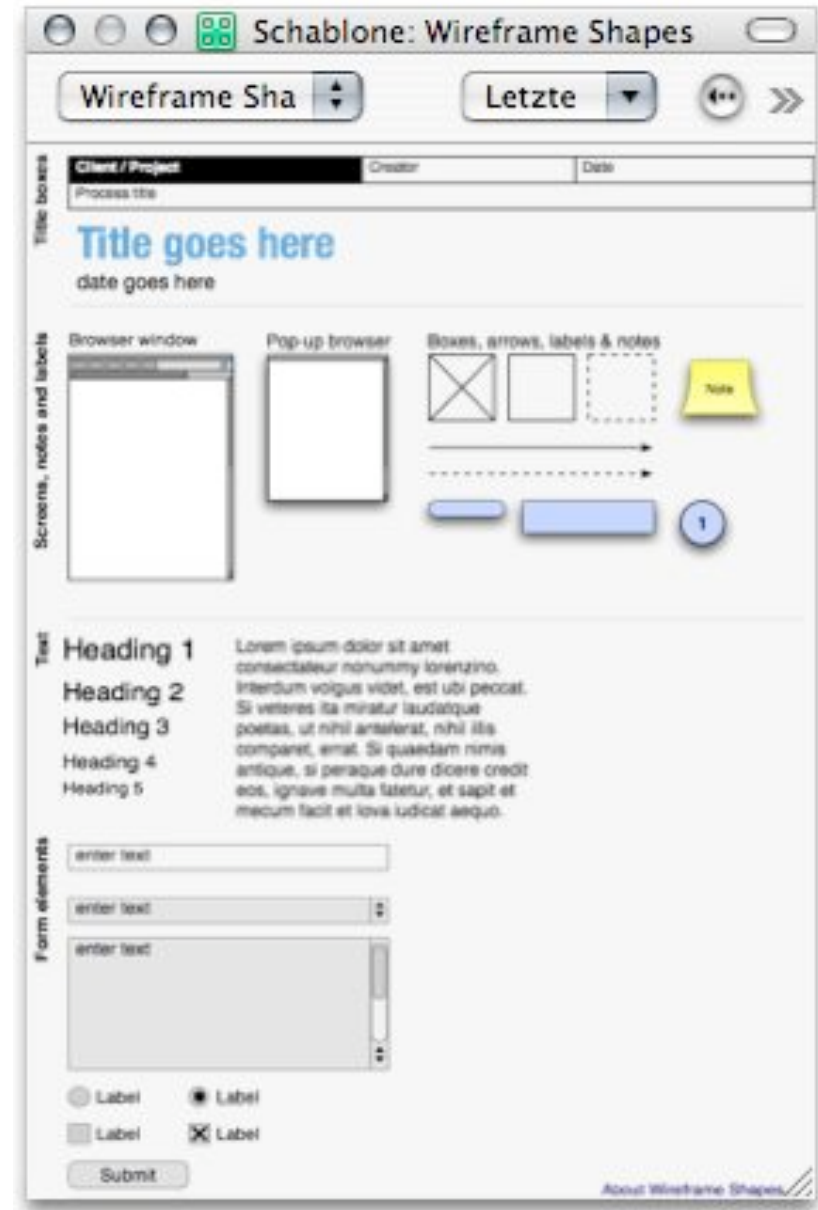 Schablone: Wireframe Shapes
Wireframe Sha
Letzte
Title boxes
Client / Project
Creator
Date
Process title
Title goes here
date goes here
Screens, notes and labels
Browser window
Pop-up browser
Boxes, arrows, labels & notes
Note
1
Text
Heading 1
Heading 2
Heading 3
Heading 4
Heading 5
Lorem ipsum dolor sit amet
consectateur nonummy lorenzino.
Interdum volgus videt, est ubi peccat.
Si veteres ita miratur laudatque
poetas, ut nihil anteferat, nihil illis
comparet, errat. Si quaedam nimis
antique, si peraque dure dicere credit
eos, ignave multa fatetur, et sapit et
mecum facit et Iova iudicat aequo.
Form elements
enter text
enter text
enter text
Label
Label
Label
Label
Submit
About Wireframe Shapes